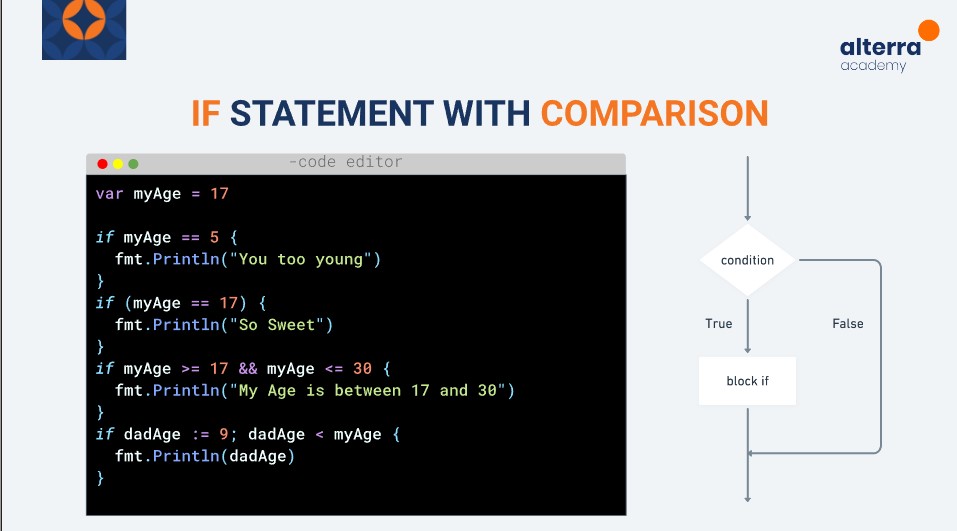 alterra
academy
IF STATEMENT WITH COMPARISON
-code editor
var myAge = 17
if myAge == 5 {
fmt.Println("You too young")
}
if (myAge == 17) {
fmt.Println("So Sweet")
}
if myAge >= 17 && myAge <= 30 {
fmt.Println("My Age is between 17 and 30")
}
if dadAge := 9; dadAge < myAge {
fmt.Println(dadAge)
}
condition
True
False
block if